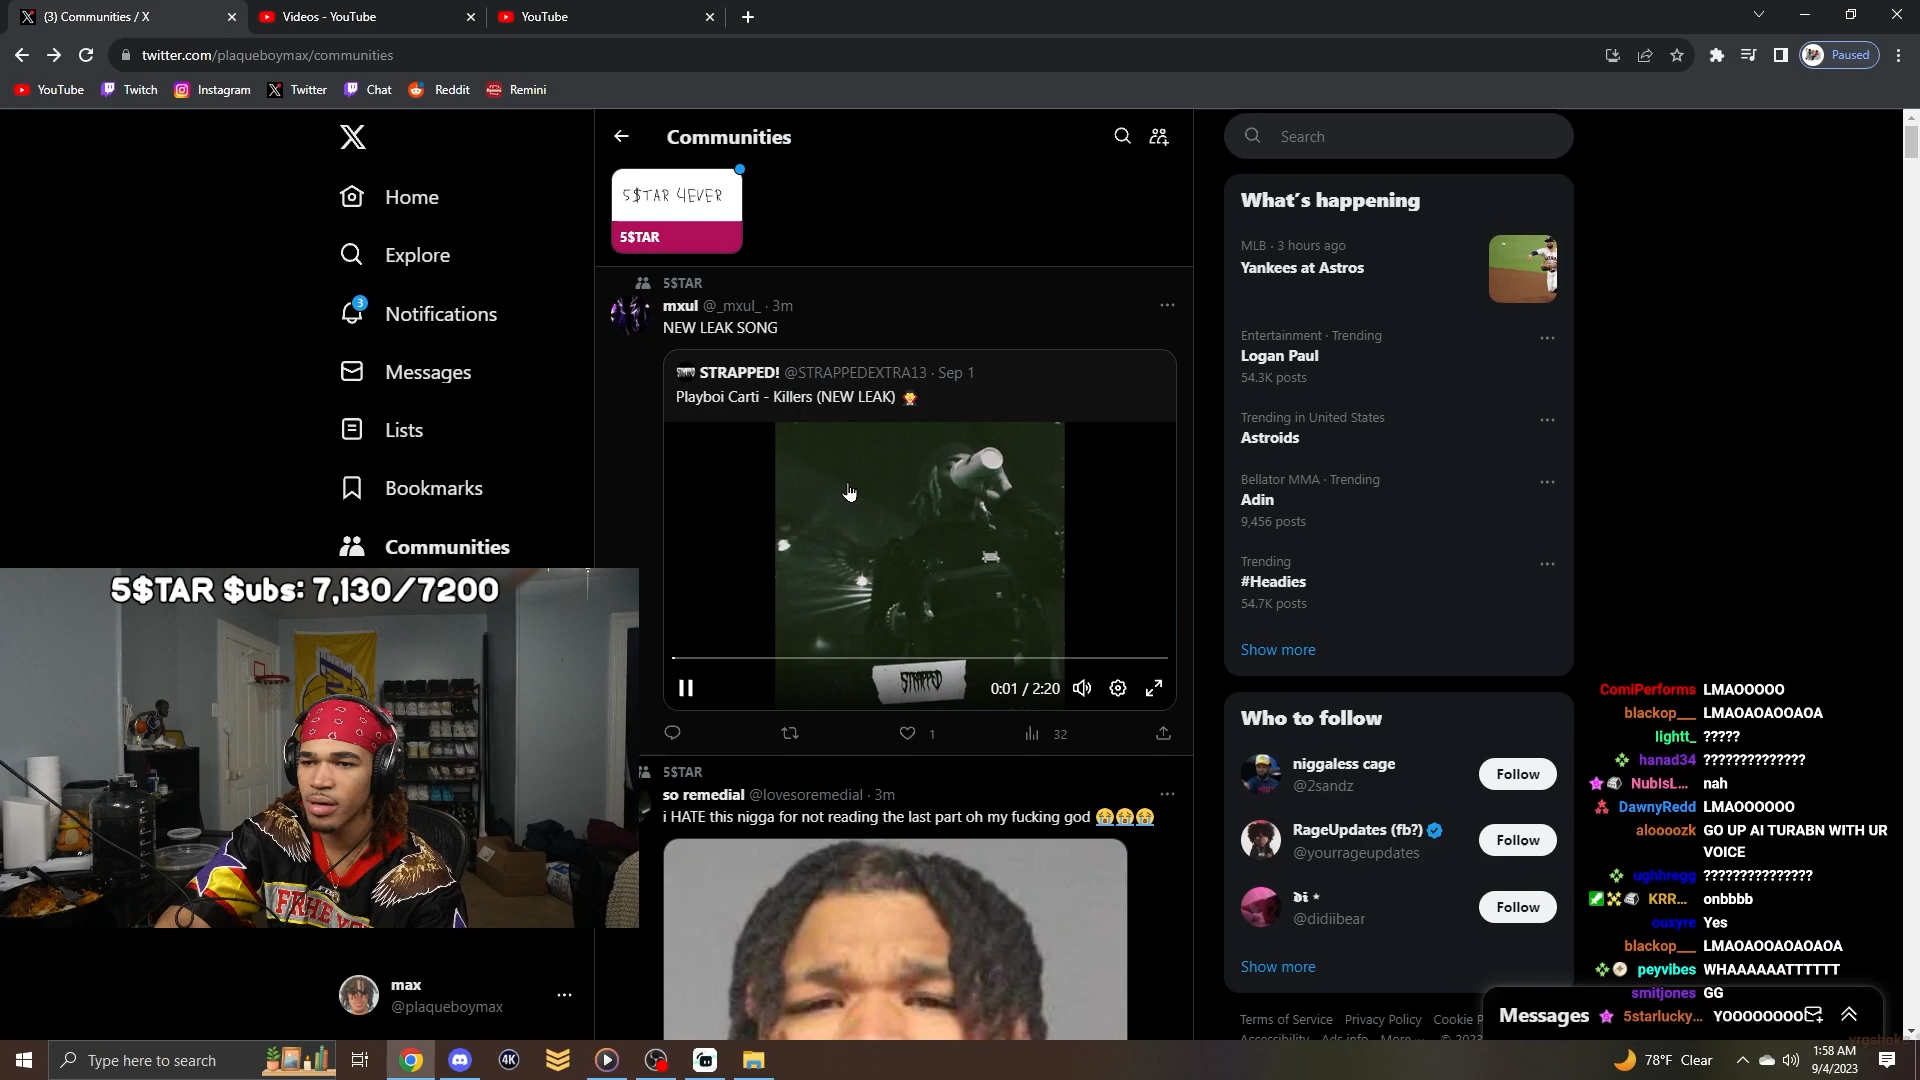 (3) Communities / X
Videos - YouTube
YouTube
twitter.com/plaqueboymax/communities
Paused
YouTube
Twitch
Instagram
Twitter
Chat
Reddit
Remini
Communities
5$TAR 4EVER
5$TAR
Home
Explore
3
Notifications
Messages
Lists
Bookmarks
Communities
5$TAR
mxul @_mxul_ · 3m
NEW LEAK SONG
STRAPPED! @STRAPPEDEXTRA13 · Sep 1
Playboi Carti - Killers (NEW LEAK) 
STRAPPED
0:01 / 2:20
1
32
5$TAR
so remedial @lovesoremedial · 3m
i HATE this nigga for not reading the last part oh my fucking god 😭😭😭
Search
What's happening
MLB · 3 hours ago
Yankees at Astros
Entertainment · Trending
Logan Paul
54.3K posts
Trending in United States
Astroids
Bellator MMA · Trending
Adin
9,456 posts
Trending
#Headies
54.7K posts
Show more
Who to follow
niggaless cage
@2sandz
Follow
RageUpdates (fb?)
@yourrageupdates
Follow
@didiibear
Follow
Show more
Terms of Service Privacy Policy Cookie P
Messages
5$TAR $ubs: 7,130/7200
max
@plaqueboymax
ComiPerforms LMAOOOOO
blackop___ LMAOAOAOOAOA
lightt_ ?????
hanad34 ??????????????
NubIsL... nah
DawnyRedd LMAOOOOOO
aloooozk GO UP AI TURABN WITH UR
VOICE
ughhregg ???????????????
KRR... onbbbb
ouxyre Yes
blackop___ LMAOAOOAOAOAOA
peyvibes WHAAAAAATTTTTT
smitjones GG
5starlucky... YOOOOOOOO
Type here to search
4K
78°F Clear
1:58 AM
9/4/2023